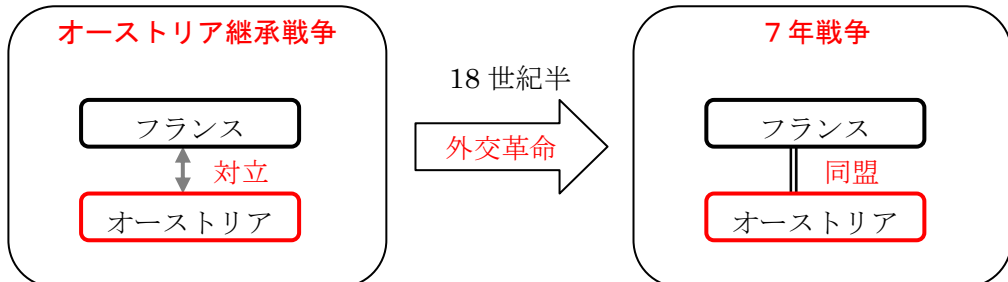 オーストリア継承戦争
フランス
対立
オーストリア
18 世紀半
外交革命
７年戦争
フランス
同盟
オーストリア